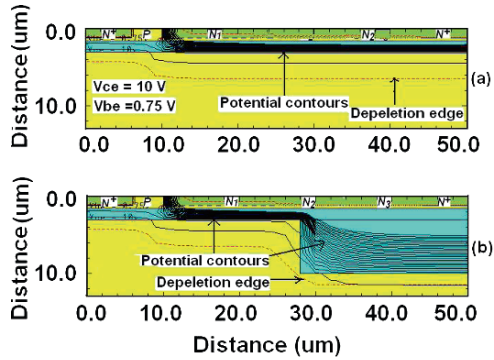 N+ P N1 N2 N+
0.0
10.0
Distance (um)
Vce = 10 V
Vbe =0.75 V
Potential contours
Depeletion edge
(a)
0.0 10.0 20.0 30.0 40.0 50.0
N+ P N1 N2 N3 N+
0.0
10.0
Distance (um)
Potential contours
Depeletion edge
(b)
0.0 10.0 20.0 30.0 40.0 50.0
Distance (um)